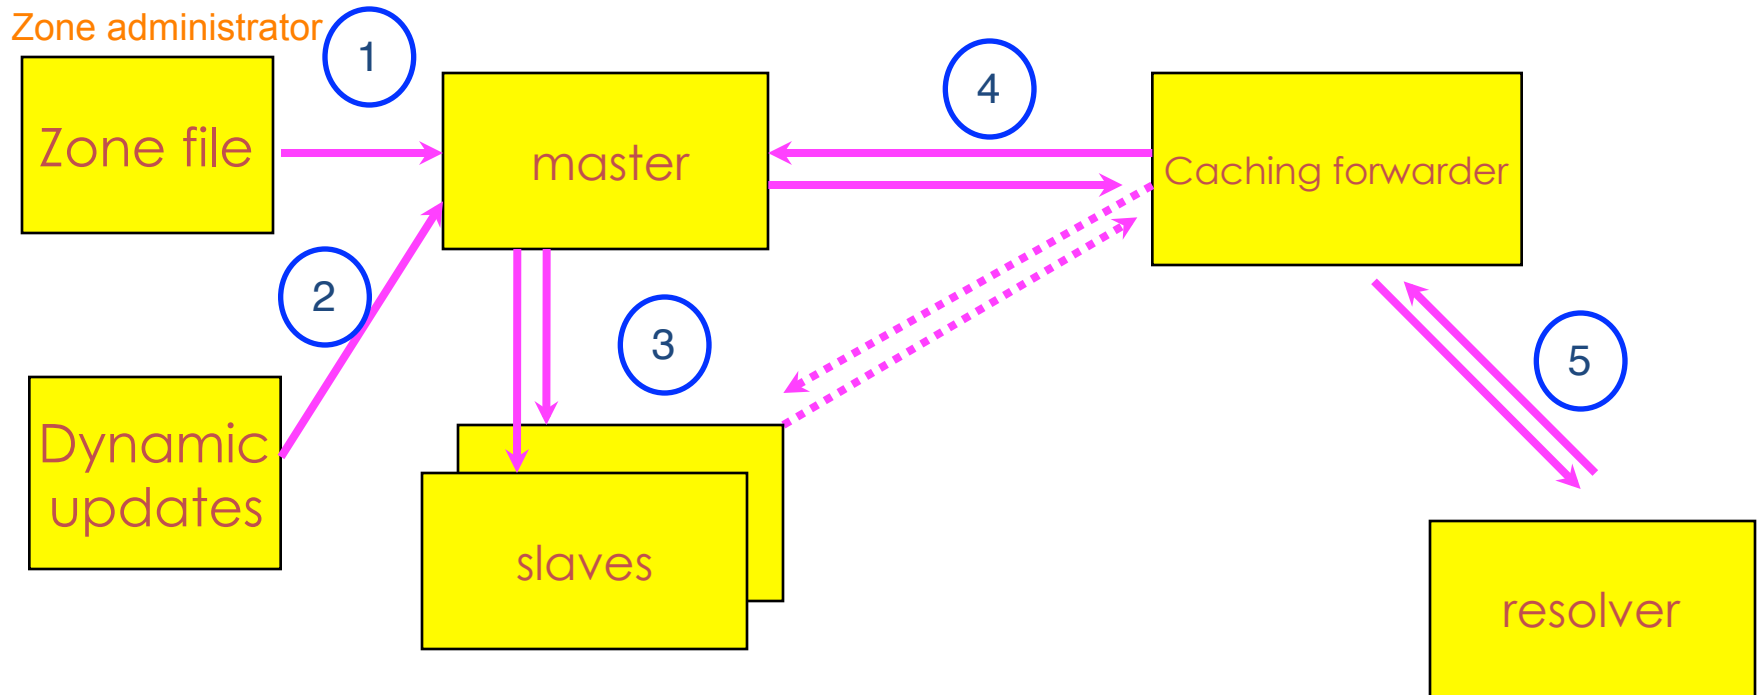 Zone administrator
1
4
Zone file
master
Caching forwarder
2
3
5
Dynamic
updates
slaves
resolver